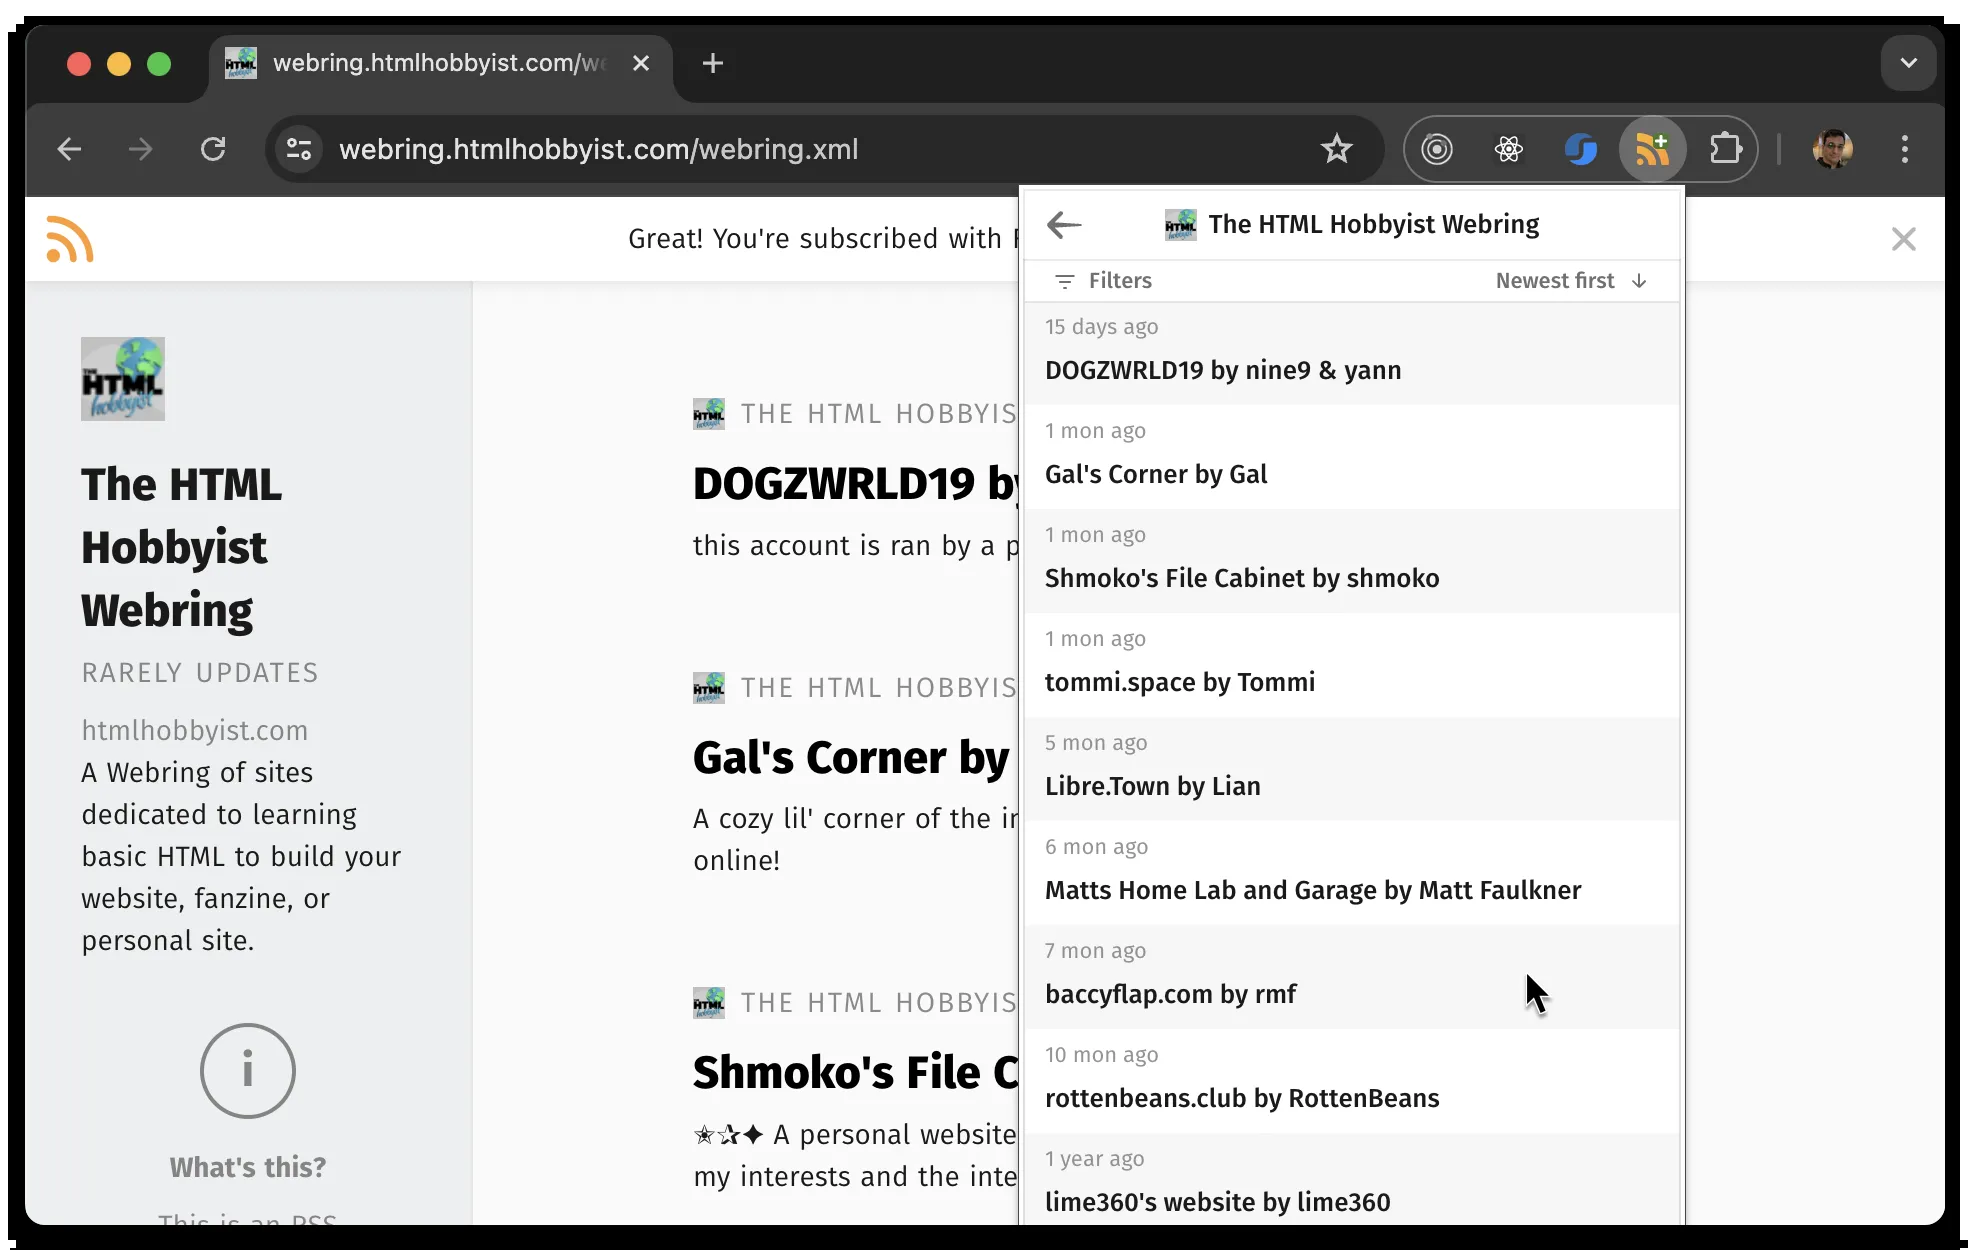 webring.htmlhobbyist.com/we
webring.htmlhobbyist.com/webring.xml
Great! You're subscribed with
The HTML
Hobbyist
Webring
RARELY UPDATES
htmlhobbyist.com
A Webring of sites
dedicated to learning
basic HTML to build your
website, fanzine, or
personal site.
i
What's this?
This is an RSS
THE HTML HOBBYIS
DOGZWRLD19 by
this account is ran by a p
THE HTML HOBBYIS
Gal's Corner by
A cozy lil' corner of the in
online!
THE HTML HOBBYIS
Shmoko's File C
✭✰✦ A personal website
my interests and the inte
The HTML Hobbyist Webring
Filters
Newest first ↓
15 days ago
DOGZWRLD19 by nine9 & yann
1 mon ago
Gal's Corner by Gal
1 mon ago
Shmoko's File Cabinet by shmoko
1 mon ago
tommi.space by Tommi
5 mon ago
Libre.Town by Lian
6 mon ago
Matts Home Lab and Garage by Matt Faulkner
7 mon ago
baccyflap.com by rmf
10 mon ago
rottenbeans.club by RottenBeans
1 year ago
lime360's website by lime360